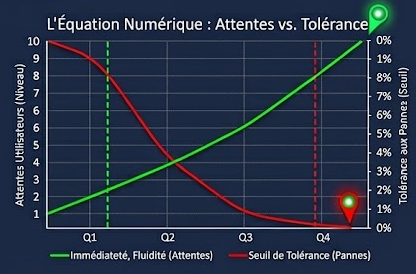 L'Équation Numérique : Attentes vs. Tolérance
Attentes Utilisateurs (Niveau)
10
9
8
7
6
5
4
3
2
1
0%
1%
8%
7%
6%
5%
4%
3%
2%
1%
0%
Tolérance aux Pannez (Seuil)
Q1
Q2
Q3
Q4
Immédiateté, Fluidité (Attentes)
Seuil de Tolérance (Pannes)